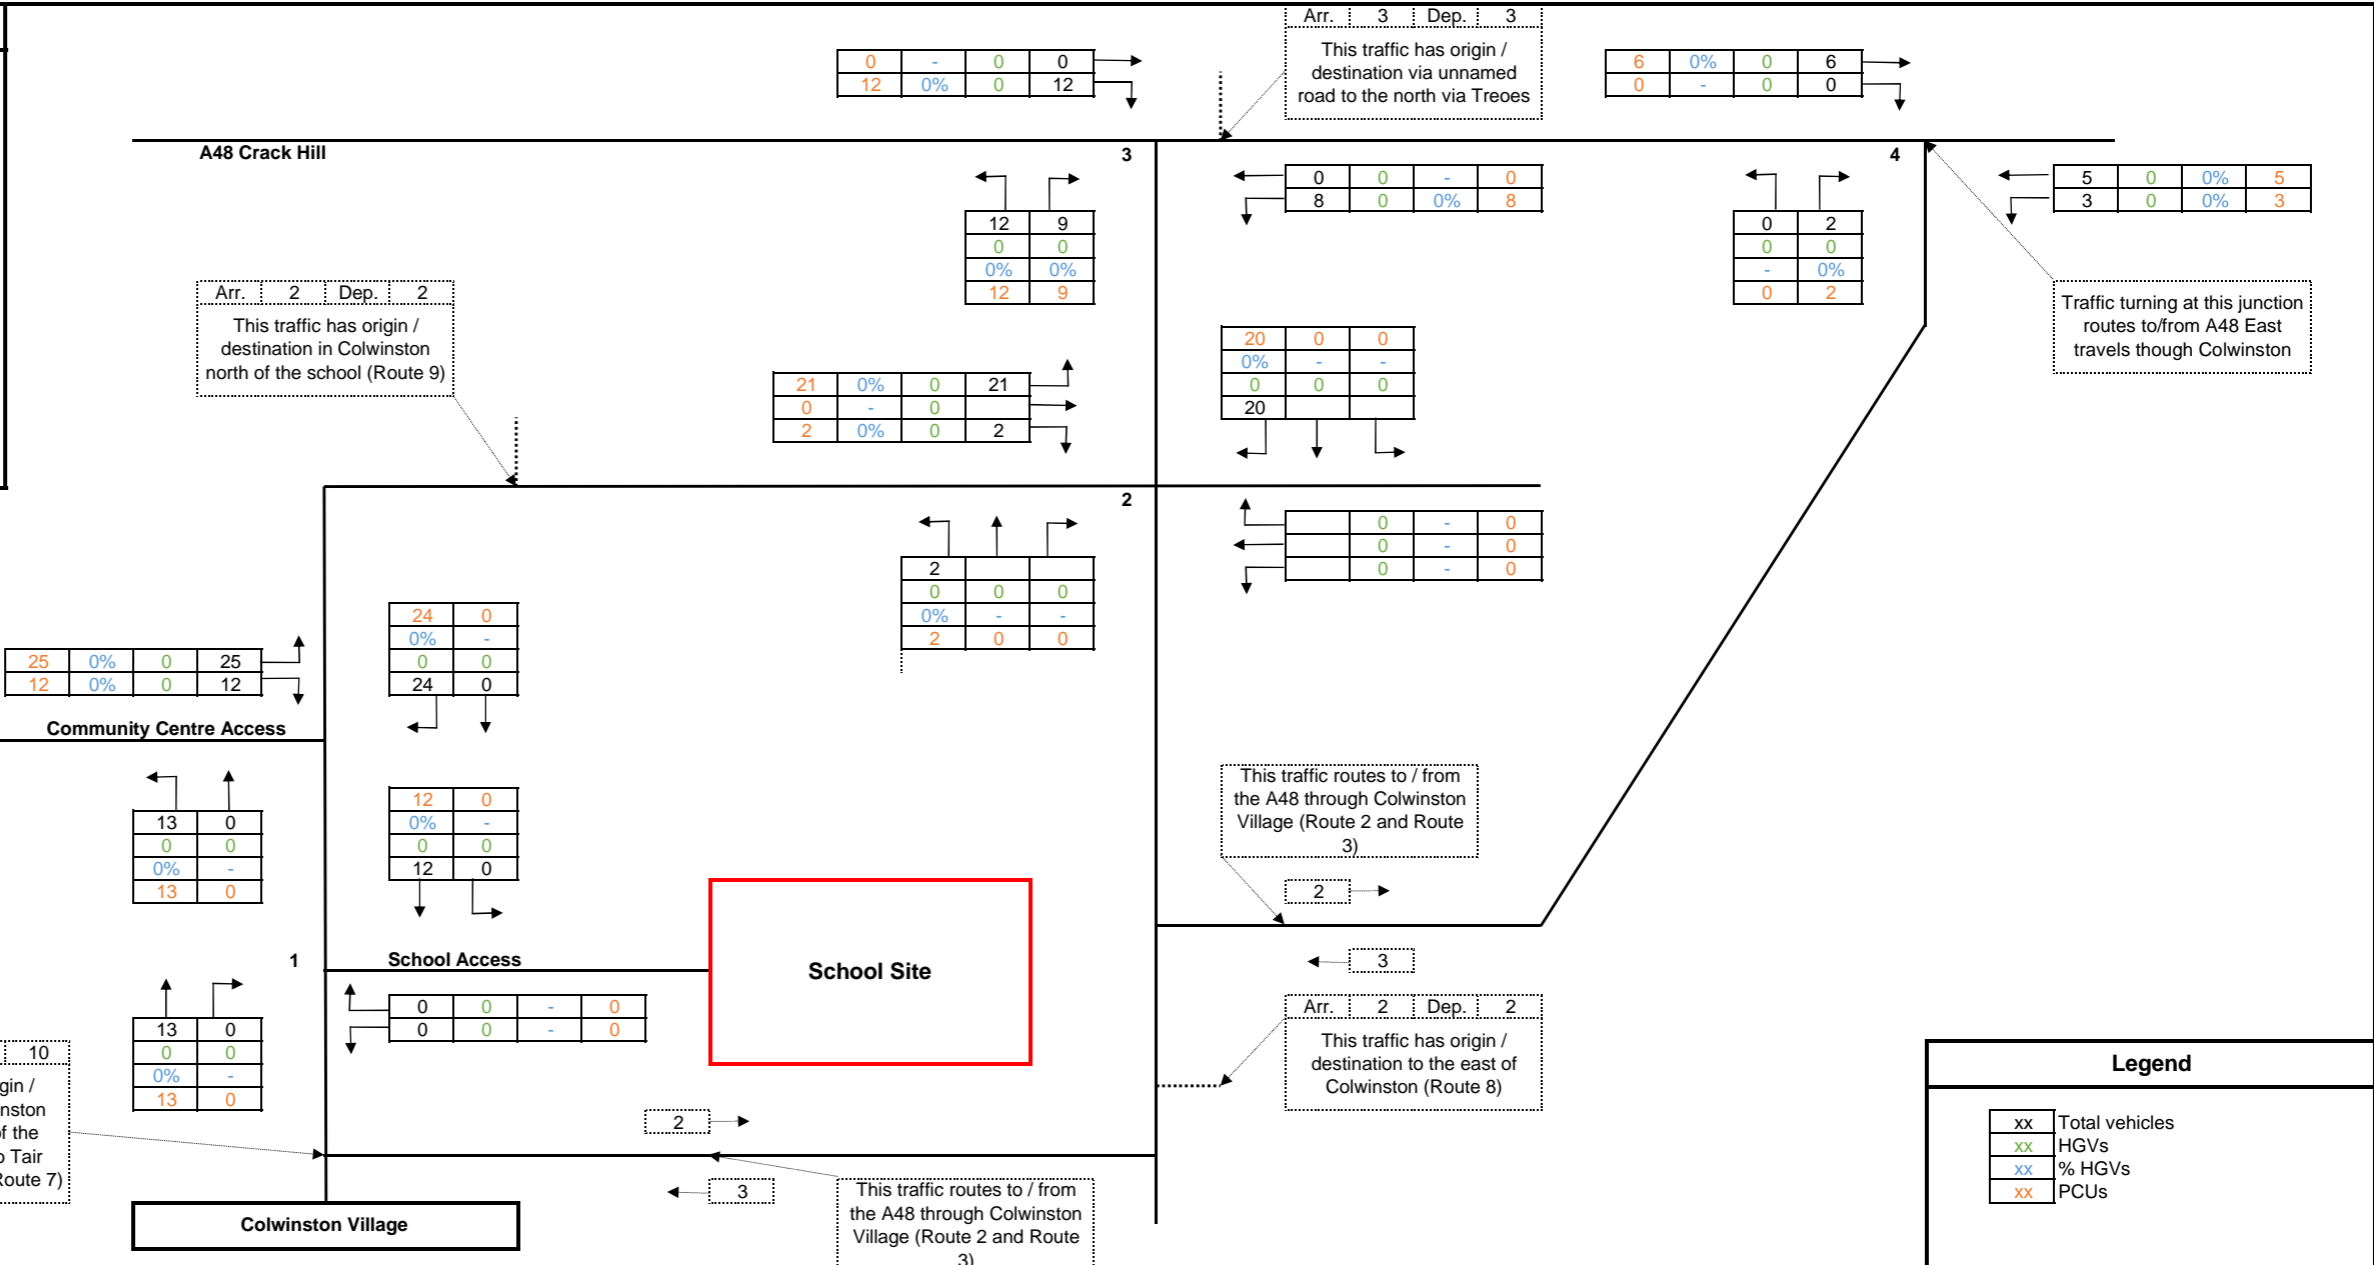 Arr. 3 Dep. 3
This traffic has origin /
destination via unnamed
road to the north via Treoes
0 - 0 0
12 0% 0 12
6 0% 0 6
0 - 0 0
A48 Crack Hill
3
4
0 0 - 0
8 0 0% 8
5 0 0% 5
3 0 0% 3
12 9
0 0
0% 0%
12 9
0 2
0 0
- 0%
0 2
Arr. 2 Dep. 2
This traffic has origin /
destination in Colwinston
north of the school (Route 9)
Traffic turning at this junction
routes to/from A48 East
travels though Colwinston
20 0 0
0% - -
0 0 0
20
21 0% 0 21
0 - 0
2 0% 0 2
2
0 - 0
0 - 0
0 - 0
2
0 0 0
0% - -
2 0 0
24 0
0% -
0 0
24 0
25 0% 0 25
12 0% 0 12
Community Centre Access
13 0
0 0
0% -
13 0
12 0
0% -
0 0
12 0
This traffic routes to / from
the A48 through Colwinston
Village (Route 2 and Route
3)
2
3
1
School Access
School Site
0 0 - 0
0 0 - 0
13 0
0 0
0% -
13 0
Arr. 2 Dep. 2
This traffic has origin /
destination to the east of
Colwinston (Route 8)
10
gin /
nston
f the
o Tair
Route 7)
2
3
This traffic routes to / from
the A48 through Colwinston
Village (Route 2 and Route
3)
Colwinston Village
Legend
xx Total vehicles
xx HGVs
xx % HGVs
xx PCUs